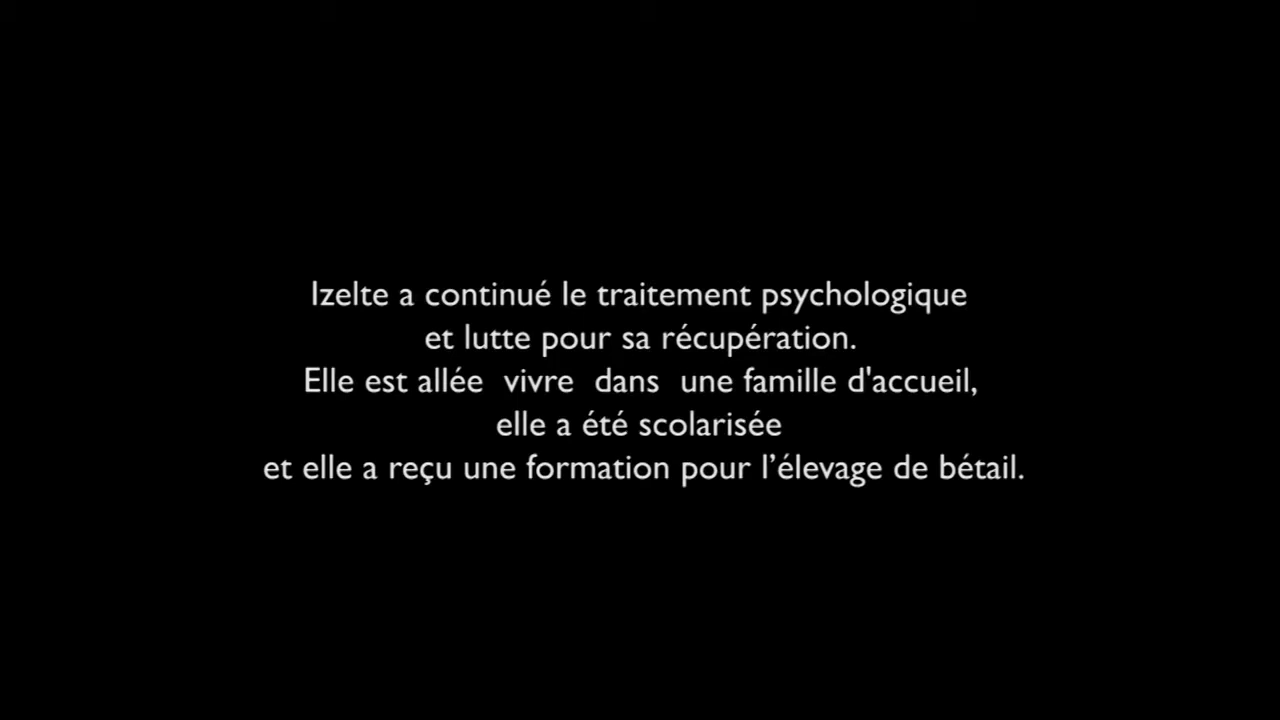 Izelte a continué le traitement psychologique
et lutte pour sa récupération.
Elle est allée vivre dans une famille d'accueil,
elle a été scolarisée
et elle a reçu une formation pour l’élevage de bétail.